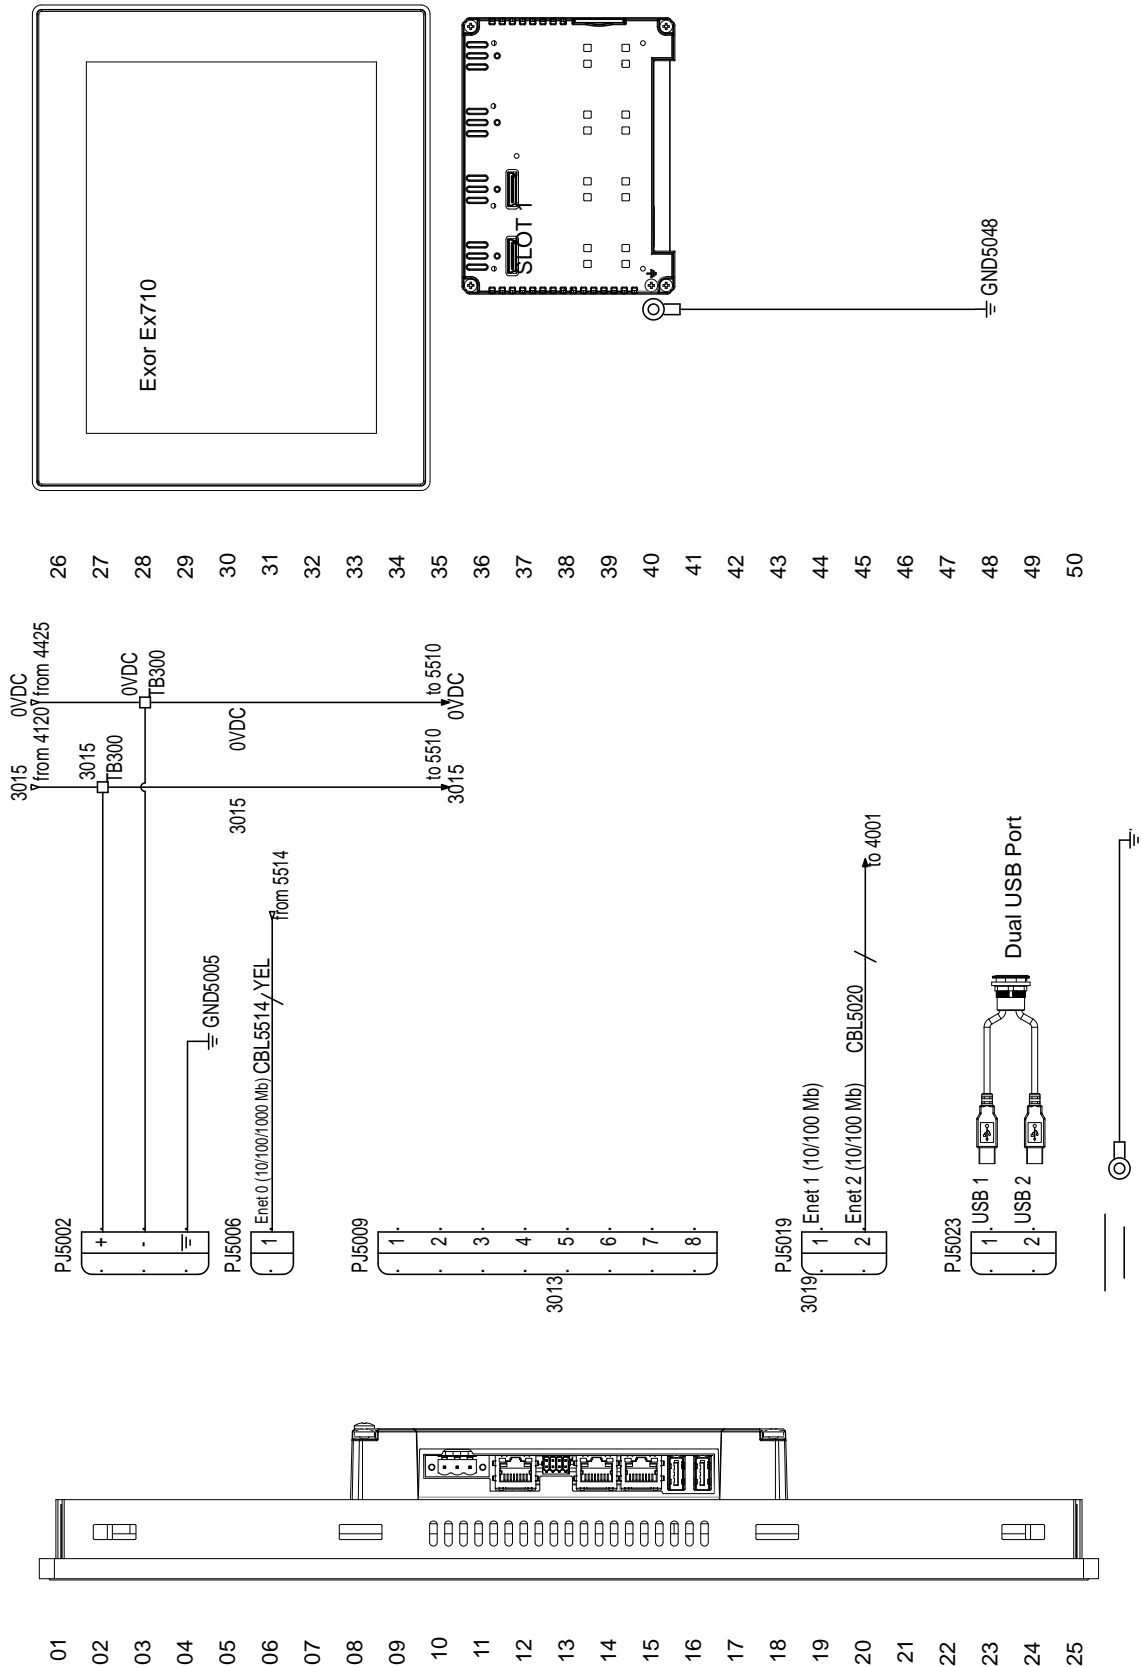 01
02
03
04
05
06
07
08
09
10
11
12
13
14
15
16
17
18
19
20
21
22
23
24
25
PJ5002
+
-
GND5005
PJ5006
1
Enet 0 (10/100/1000 Mb)
CBL5514
YEL
from 5514
PJ5009
1
2
3
4
5
6
7
8
3013
PJ5019
3019
1
Enet 1 (10/100 Mb)
2
Enet 2 (10/100 Mb)
CBL5020
to 4001
PJ5023
1
USB 1
2
USB 2
Dual USB Port
3015
from 4120
3015
TB300
3015
to 5510
3015
0VDC
from 4425
0VDC
TB300
0VDC
to 5510
0VDC
26
27
28
29
30
31
32
33
34
35
36
37
38
39
40
41
42
43
44
45
46
47
48
49
50
Exor Ex710
SLOT 1
GND5048